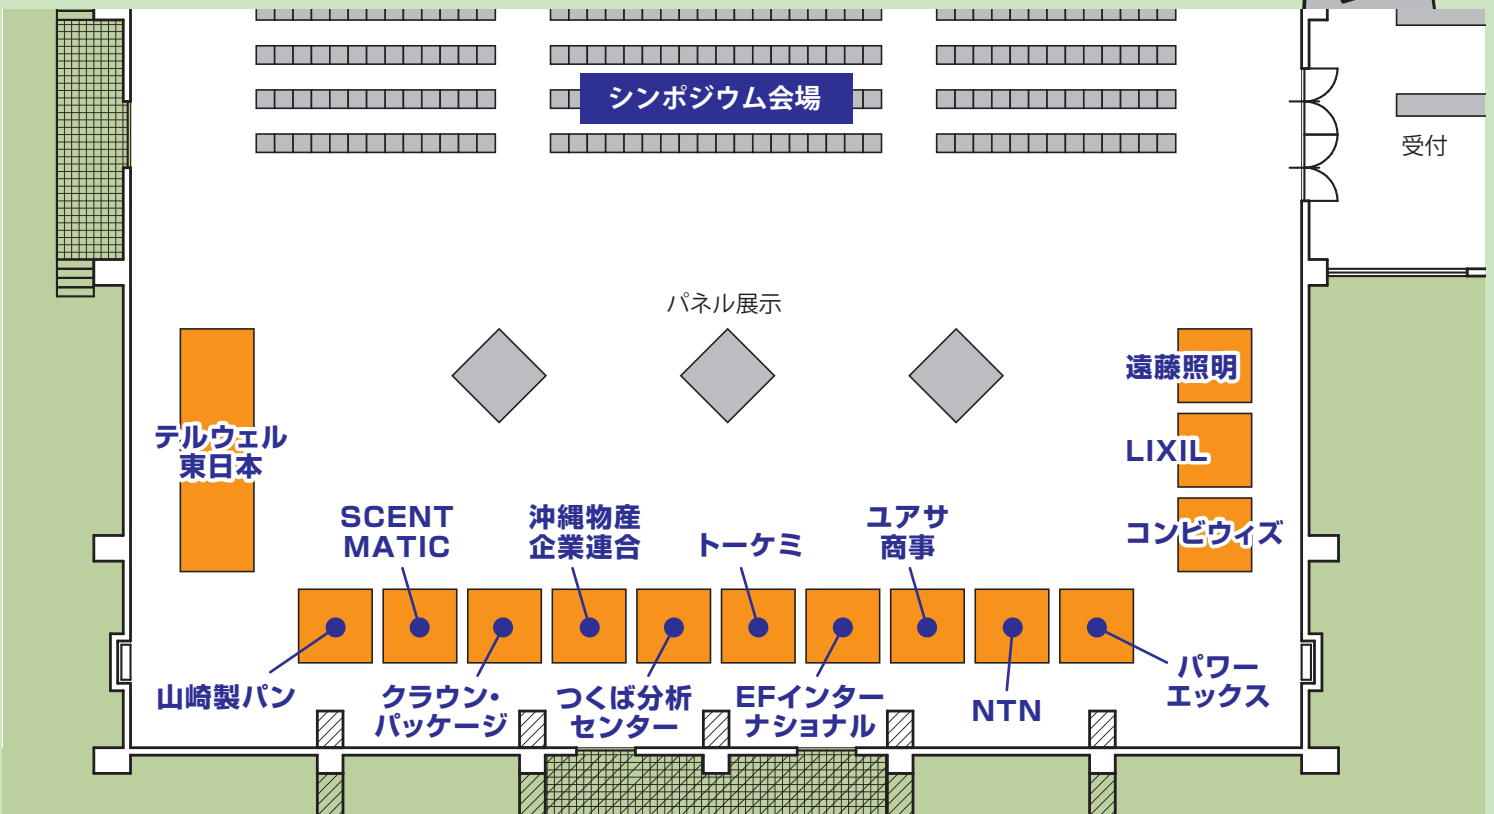 シンポジウム会場
受付
パネル展示
遠藤照明
テルウェル
東日本
LIXIL
SCENT
MATIC
沖縄物産
企業連合
トーケミ
ユアサ
商事
コンビウィズ
山崎製パン
クラウン・
パッケージ
つくば分析
センター
EFインター
ナショナル
NTN
パワー
エックス